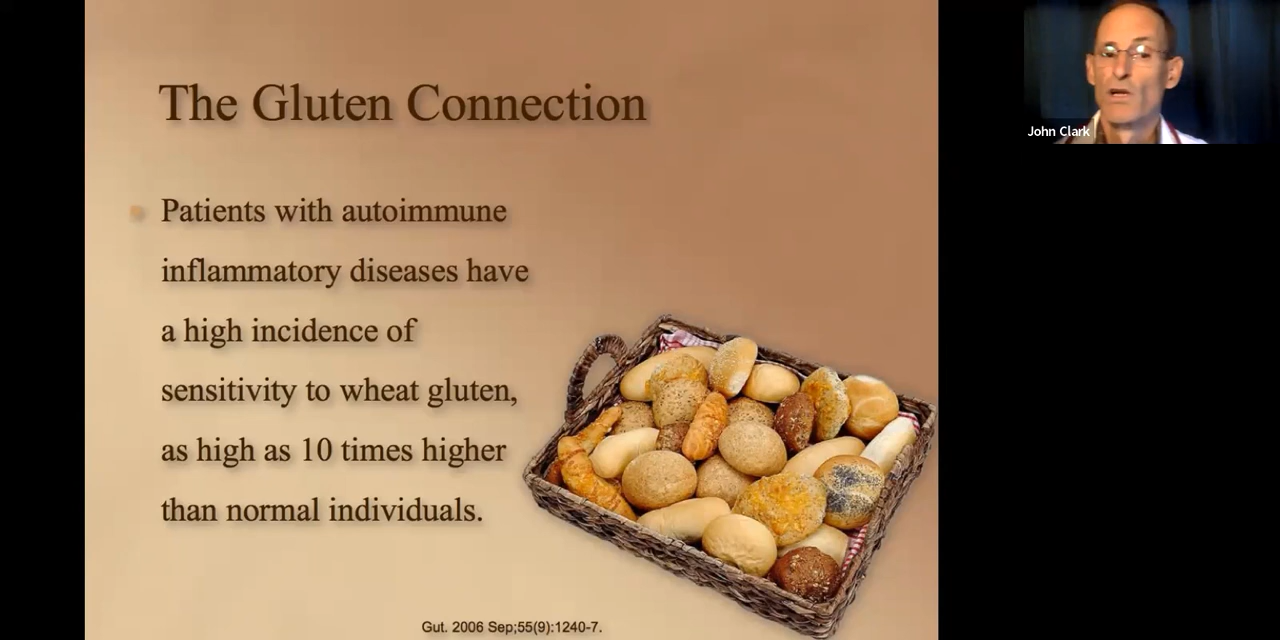 The Gluten Connection
Patients with autoimmune
inflammatory diseases have
a high incidence of
sensitivity to wheat gluten,
as high as 10 times higher
than normal individuals.
Gut. 2006 Sep;55(9):1240-7.
John Clark